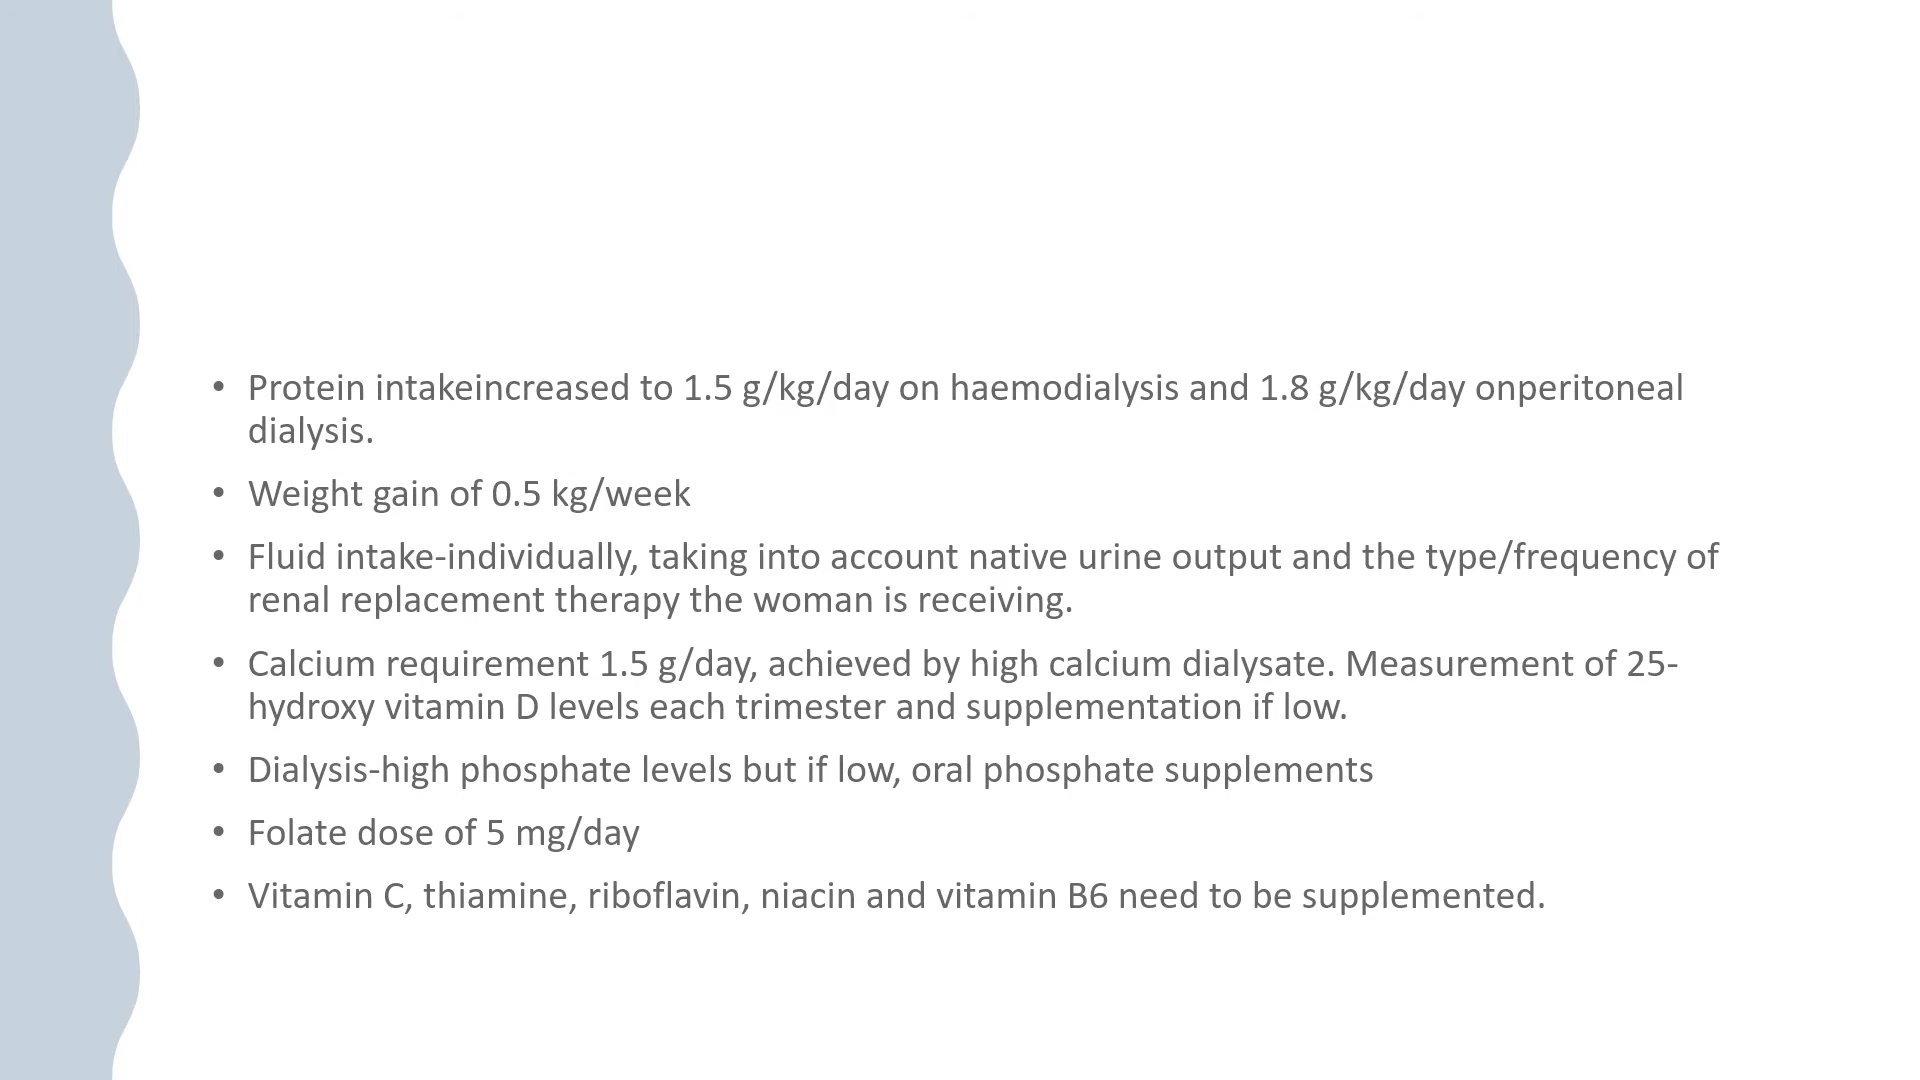 • Protein intakeincreased to 1.5 g/kg/day on haemodialysis and 1.8 g/kg/day onperitoneal
dialysis.
• Weight gain of 0.5 kg/week
• Fluid intake-individually, taking into account native urine output and the type/frequency of
renal replacement therapy the woman is receiving.
• Calcium requirement 1.5 g/day, achieved by high calcium dialysate. Measurement of 25-
hydroxy vitamin D levels each trimester and supplementation if low.
• Dialysis-high phosphate levels but if low, oral phosphate supplements
• Folate dose of 5 mg/day
• Vitamin C, thiamine, riboflavin, niacin and vitamin B6 need to be supplemented.